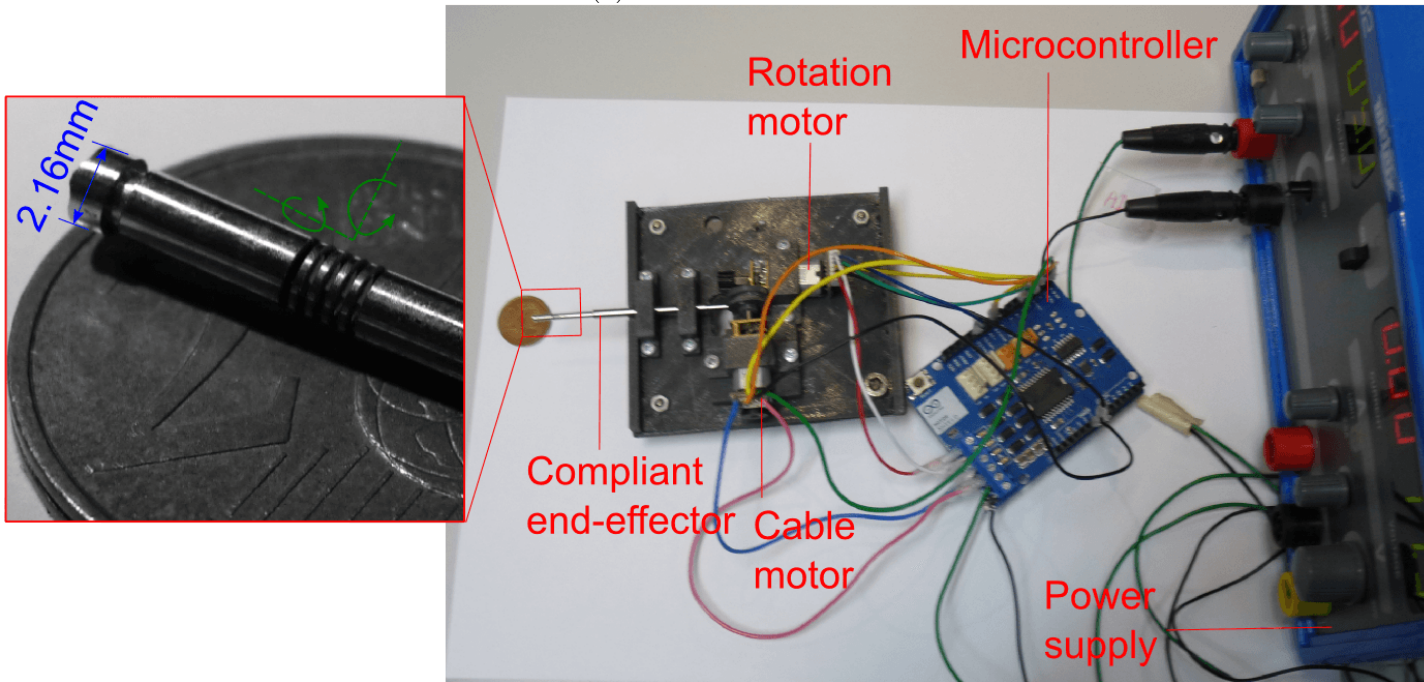 2.16mm
Rotation
motor
Microcontroller
Compliant
end-effector
Cable
motor
Power
supply